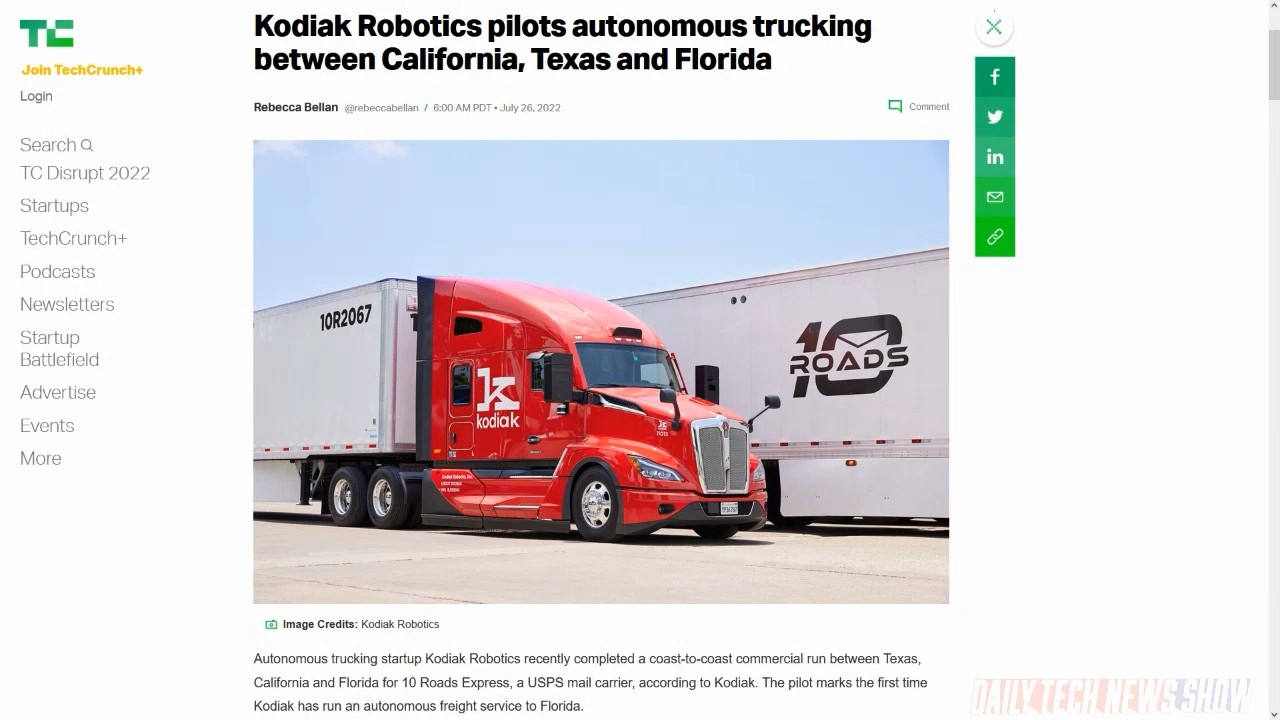 Kodiak Robotics pilots autonomous trucking
between California, Texas and Florida
TC
Join TechCrunch+
Login
Rebecca Bellan @rebeccabellan / 6:00 AM PDT • July 26, 2022
Comment
Search
TC Disrupt 2022
Startups
TechCrunch+
Podcasts
Newsletters
Startup
Battlefield
Advertise
Events
More
f
in
10R2067
10
ROADS
k
kodiak
Kodiak Robotics, Inc.
Image Credits: Kodiak Robotics
Autonomous trucking startup Kodiak Robotics recently completed a coast-to-coast commercial run between Texas,
California and Florida for 10 Roads Express, a USPS mail carrier, according to Kodiak. The pilot marks the first time
Kodiak has run an autonomous freight service to Florida.
DAILY TECH NEWS SHOW